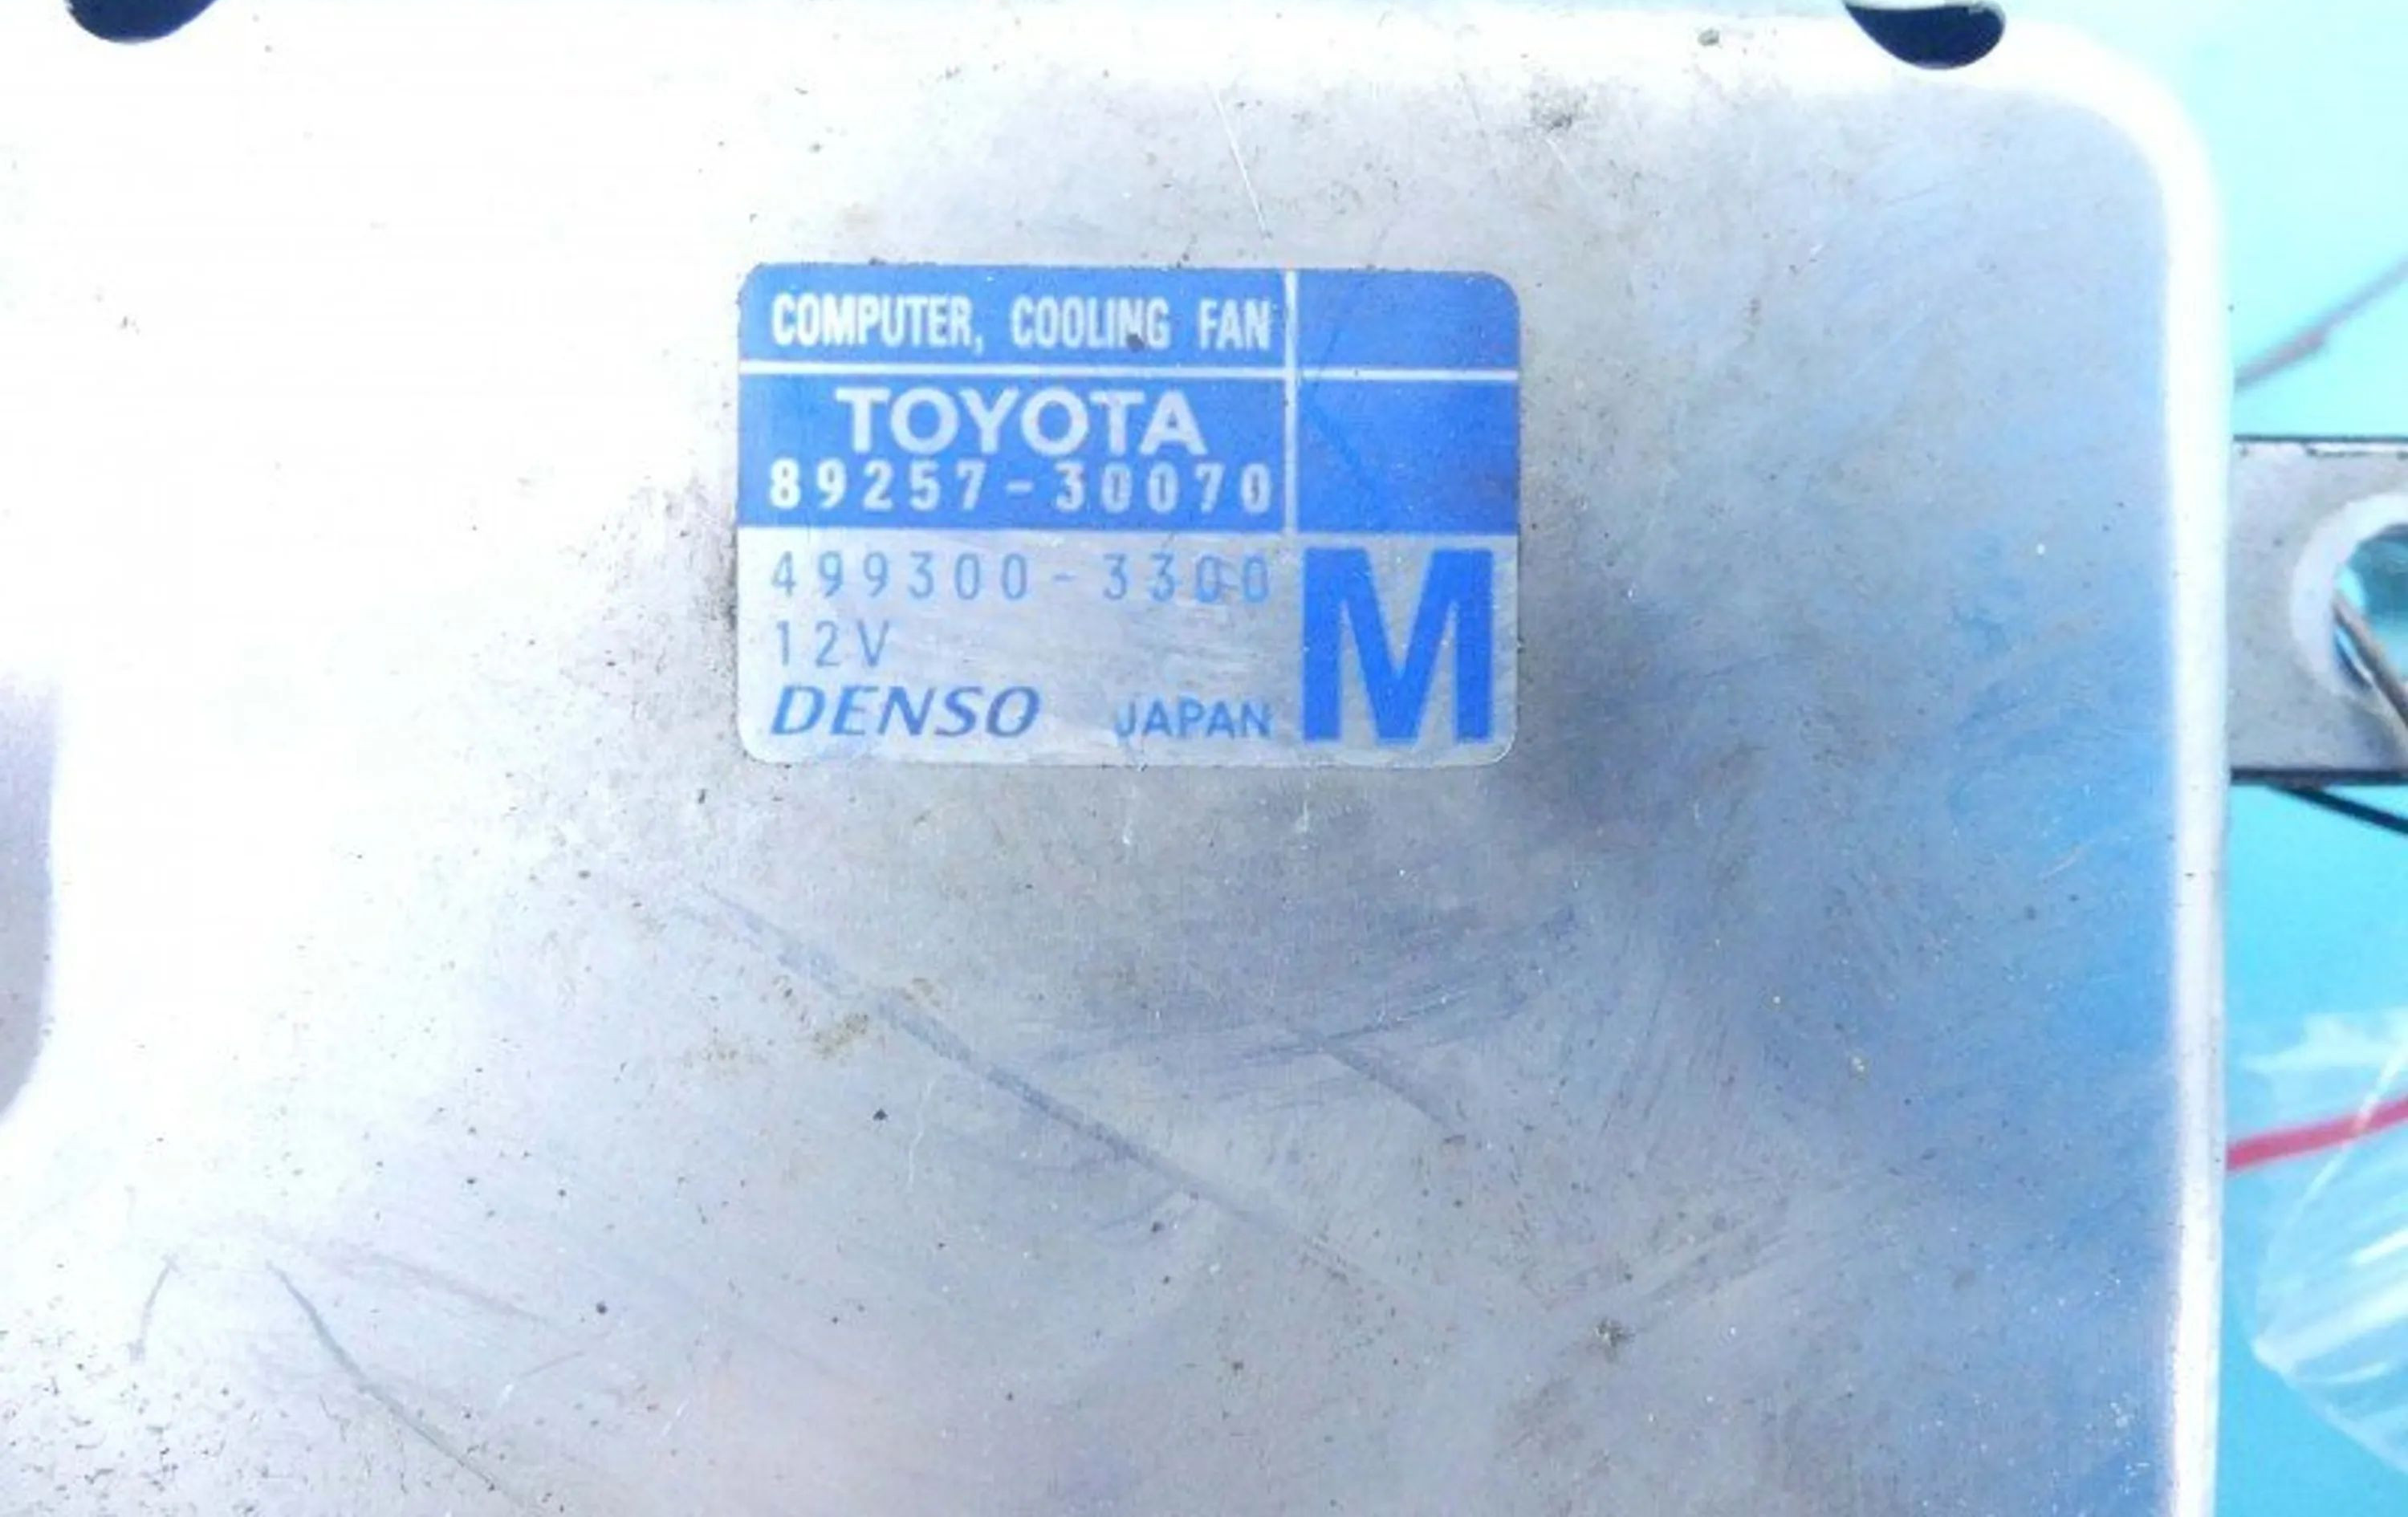 COMPUTER, COOLING FAN
TOYOTA
89257-30070
499300-3300
12V
DENSO JAPAN M